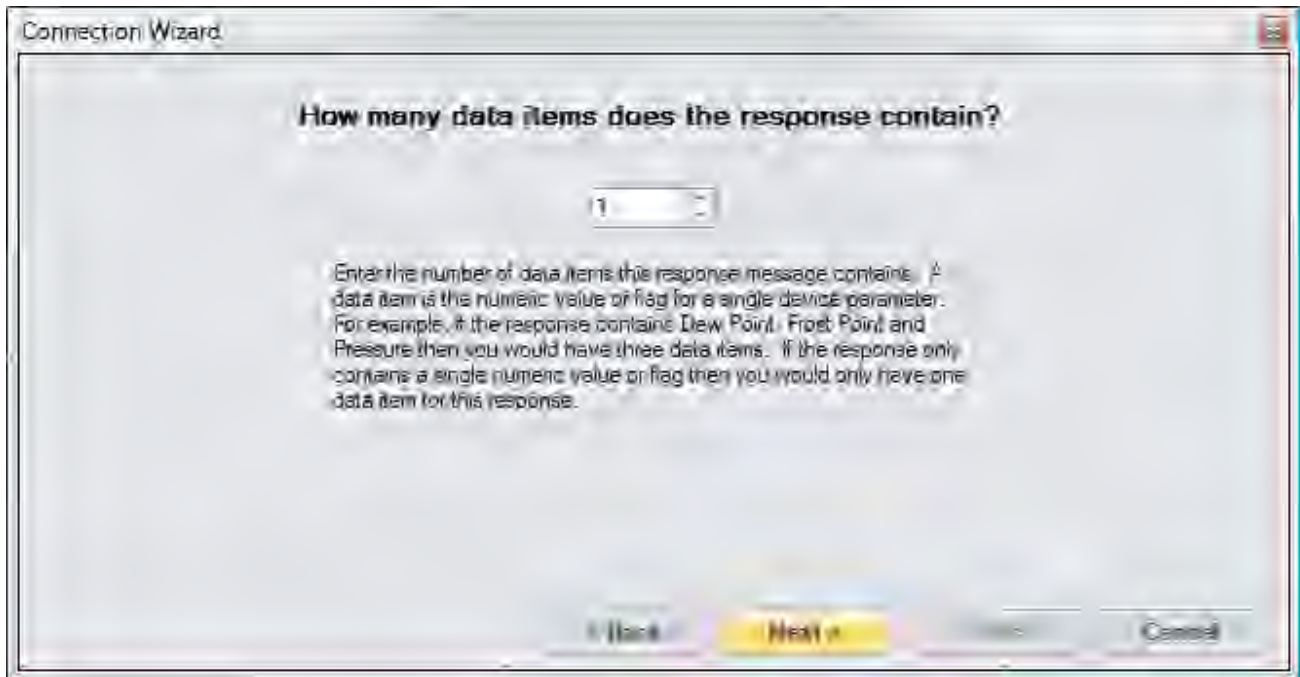 Connection Wizard
How many data items does the response contain?
1
Enter the number of data items this response message contains. A
data item is the numeric value or flag for a single device parameter.
For example, if the response contains Dew Point, Frost Point and
Pressure then you would have three data items. If the response only
contains a single numeric value or flag then you would only have one
data item for this response.
< Back
Next >
Cancel